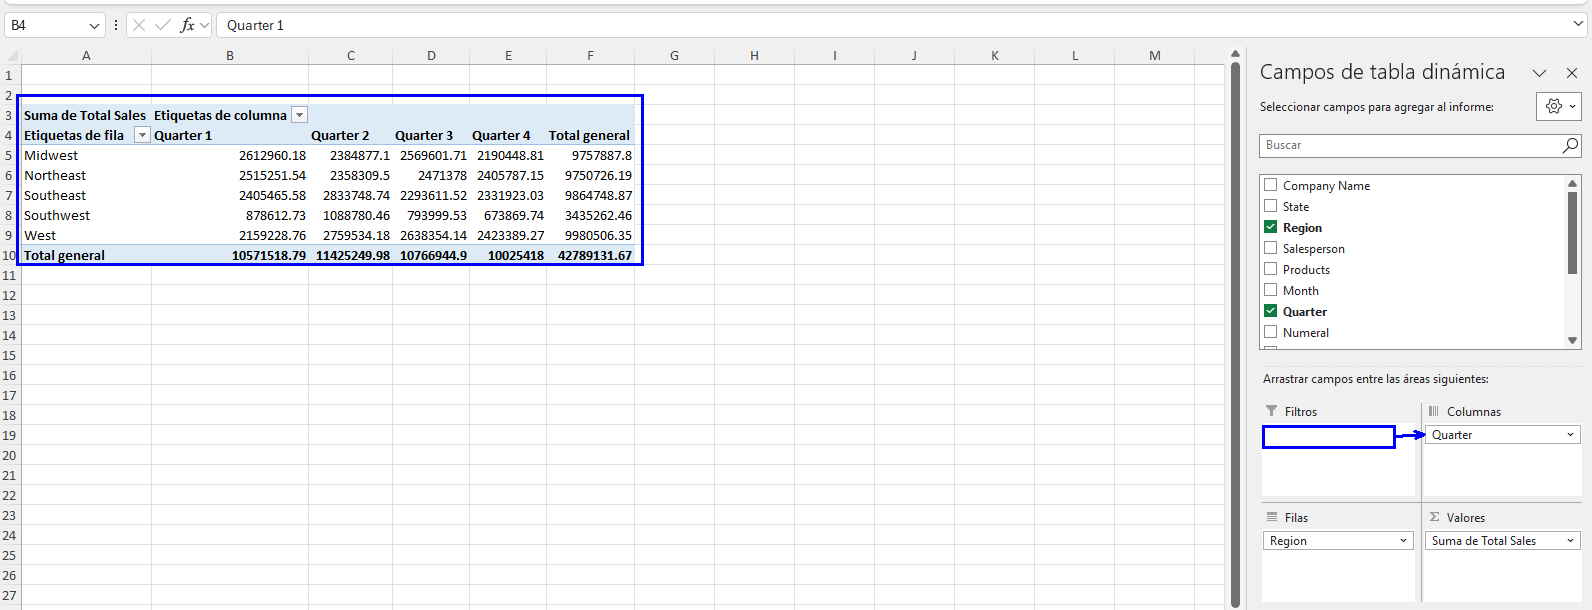 B4 fx Quarter 1
A B C D E F G H I J K L M
1
2
3 Suma de Total Sales Etiquetas de columna
4 Etiquetas de fila Quarter 1 Quarter 2 Quarter 3 Quarter 4 Total general
5 Midwest 2612960.18 2384877.1 2569601.71 2190448.81 9757887.8
6 Northeast 2515251.54 2358309.5 2471378 2405787.15 9750726.19
7 Southeast 2405465.58 2833748.74 2293611.52 2331923.03 9864748.87
8 Southwest 878612.73 1088780.46 793999.53 673869.74 3435262.46
9 West 2159228.76 2759534.18 2638354.14 2423389.27 9980506.35
10 Total general 10571518.79 11425249.98 10766944.9 10025418 42789131.67
11
12
13
14
15
16
17
18
19
20
21
22
23
24
25
26
27
Campos de tabla dinámica
Seleccionar campos para agregar al informe:
Buscar
Company Name
State
Region
Salesperson
Products
Month
Quarter
Numeral
Arrastrar campos entre las áreas siguientes:
Filtros
Columnas
Quarter
Filas
Region
Σ Valores
Suma de Total Sales